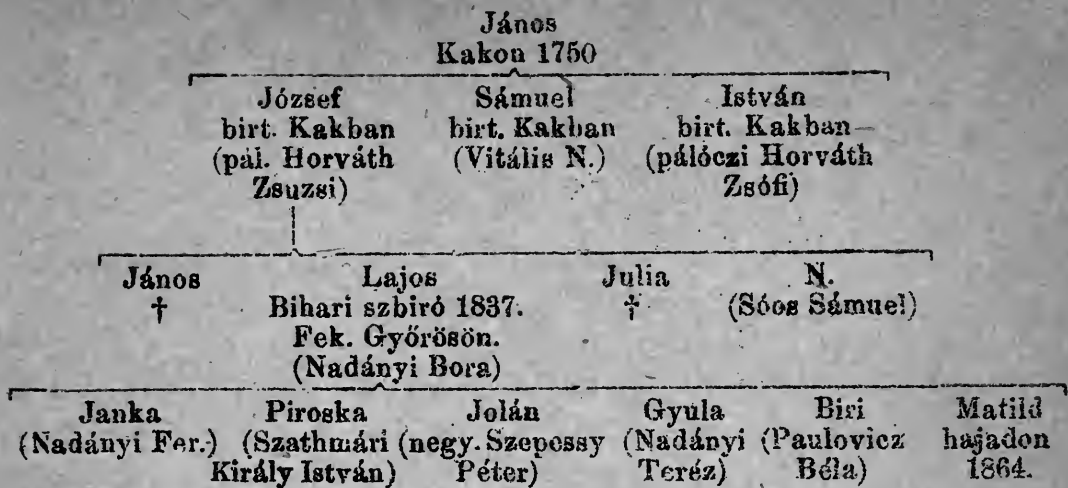 János
Kakon 1750
József Sámuel István
birt. Kakban birt. Kakban birt. Kakban
(pál. Horváth (Vitális N.) (pálóczi Horváth
Zsuzsi) Zsófi)
János Lajos Julia N.
† Bihari szbiró 1837. † (Sóos Sámuel)
Fek. Győrösön.
(Nadányi Bora)
Janka Piroska Jolán Gyula Biri Matild
(Nadányi Fer.) (Szathmári (negy. Szepessy (Nadányi (Paulovicz hajadon
Király István) Péter) Teréz) Béla) 1864.